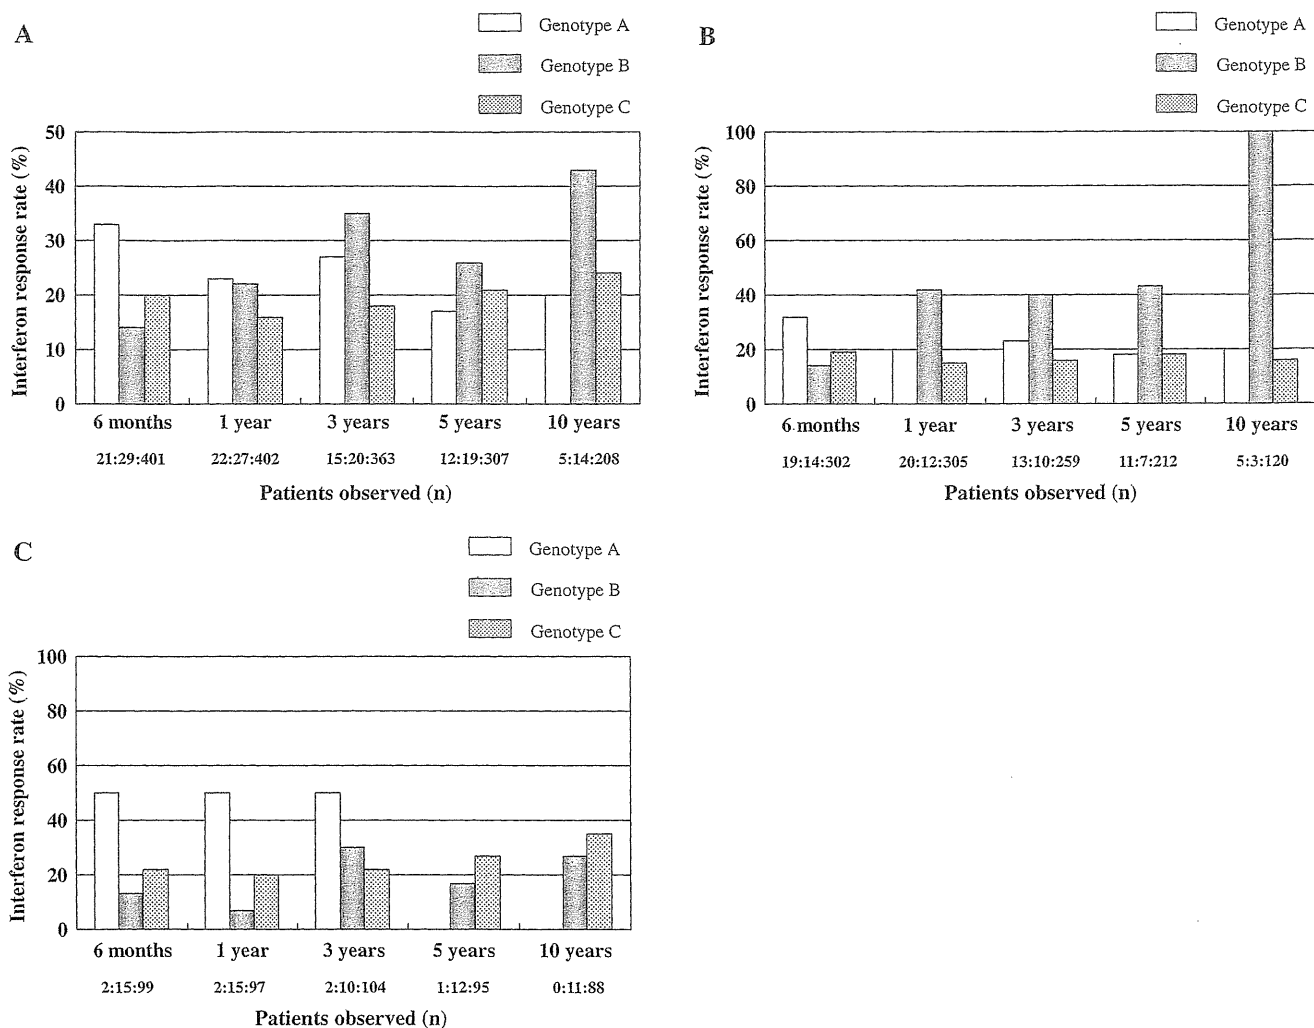 A
Genotype A
Genotype B
Genotype C
Interferon response rate (%)
50
40
30
20
10
0
6 months 1 year 3 years 5 years 10 years
21:29:401 22:27:402 15:20:363 12:19:307 5:14:208
Patients observed (n)
B
Genotype A
Genotype B
Genotype C
Interferon response rate (%)
100
80
60
40
20
0
6 months 1 year 3 years 5 years 10 years
19:14:302 20:12:305 13:10:259 11:7:212 5:3:120
Patients observed (n)
C
Genotype A
Genotype B
Genotype C
Interferon response rate (%)
100
80
60
40
20
0
6 months 1 year 3 years 5 years 10 years
2:15:99 2:15:97 2:10:104 1:12:95 0:11:88
Patients observed (n)